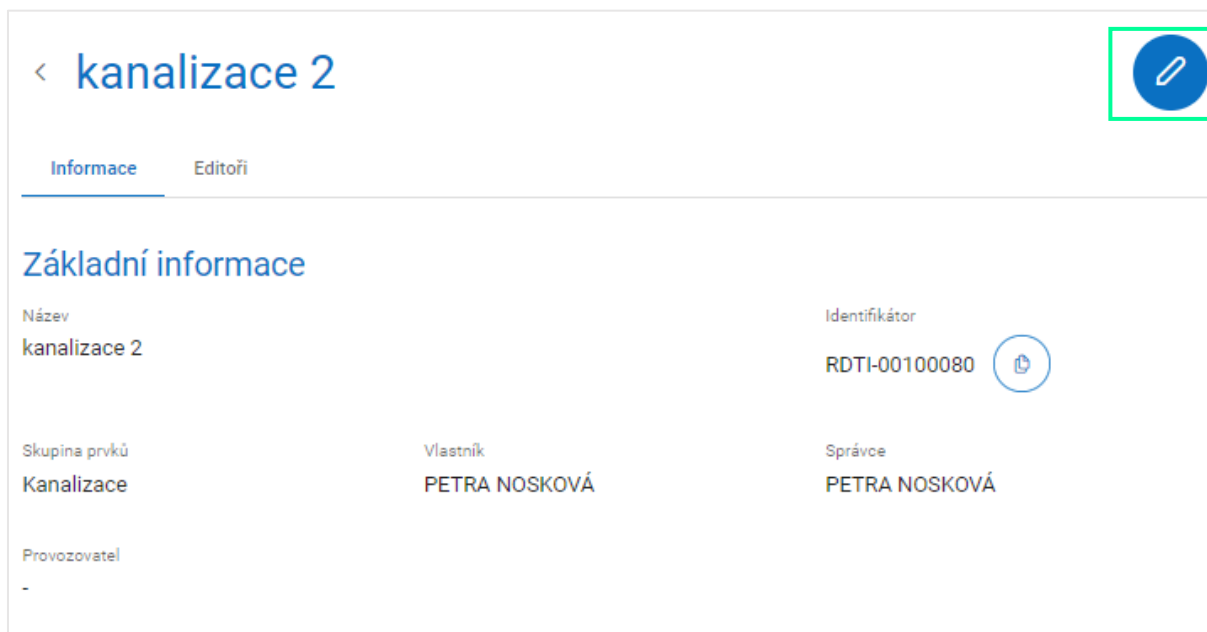 kanalizace 2
Informace Editoři
Základní informace
Název Identifikátor
kanalizace 2
RDTI-00100080
Skupina prvků Vlastník Správce
Kanalizace PETRA NOSKOVÁ PETRA NOSKOVÁ
Provozovatel
-